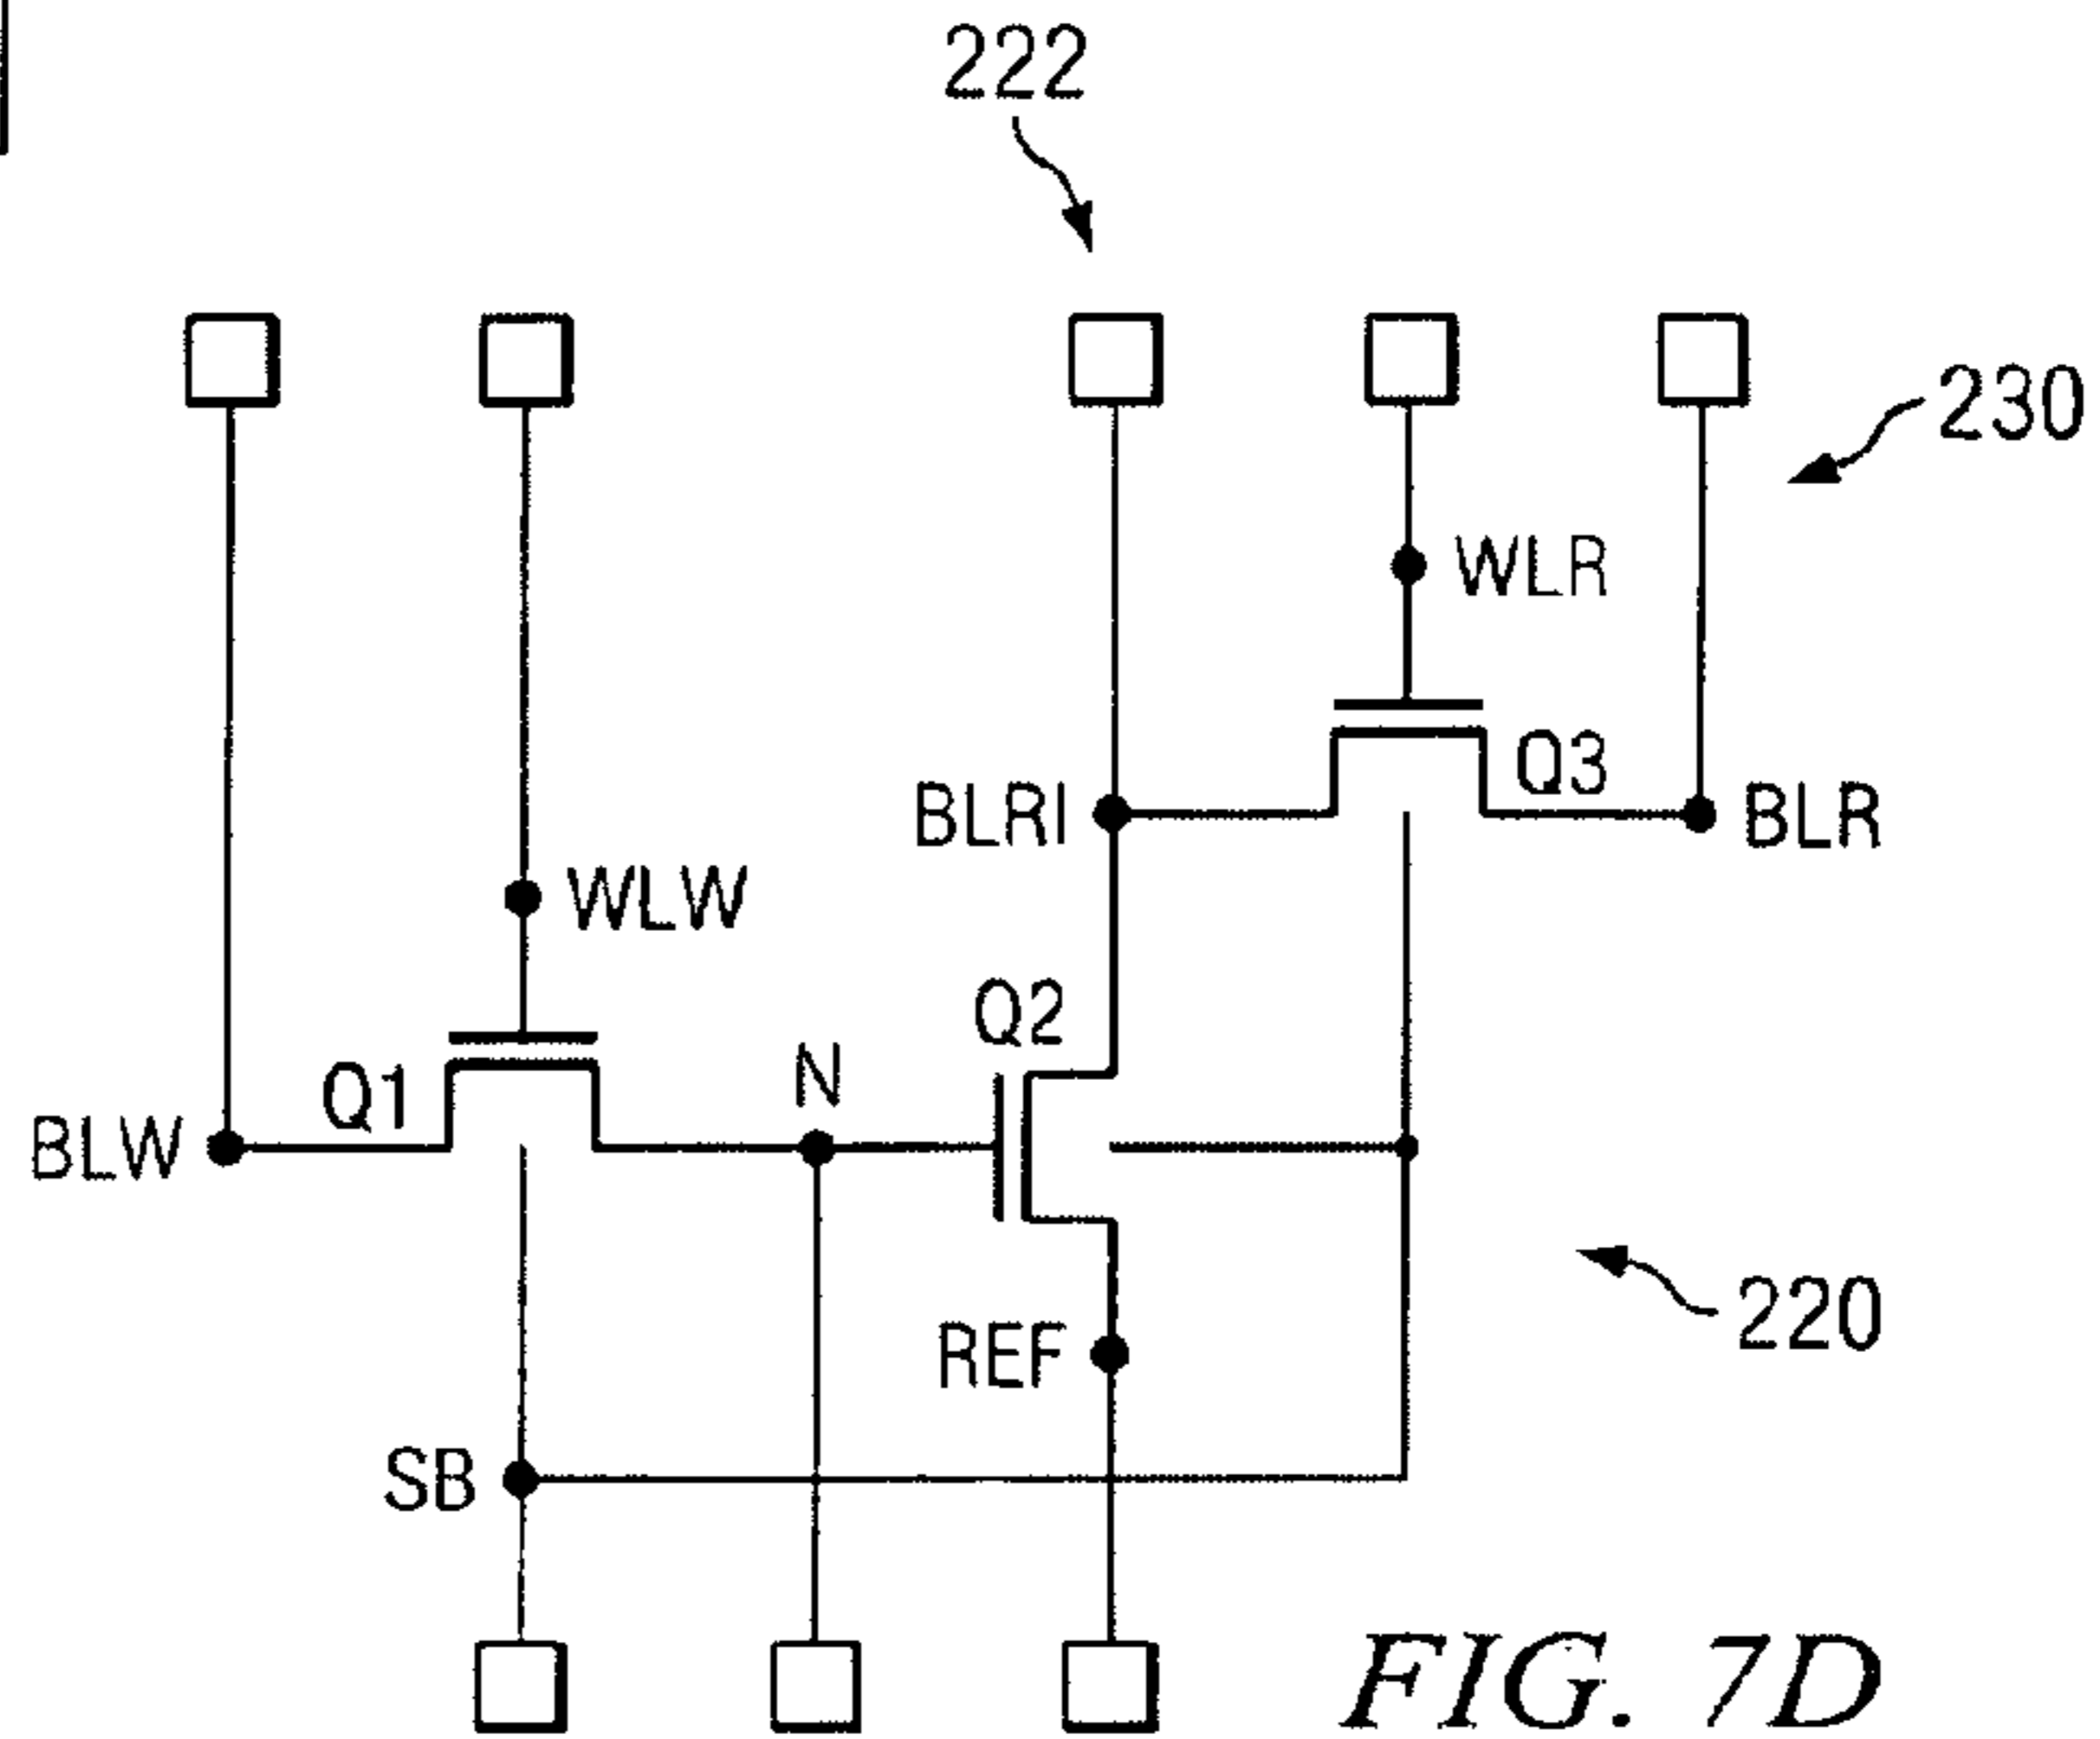 222
230
WLR
Q3
BLRI
BLR
WLW
Q2
N
Q1
BLW
220
REF
SB
FIG. 7D